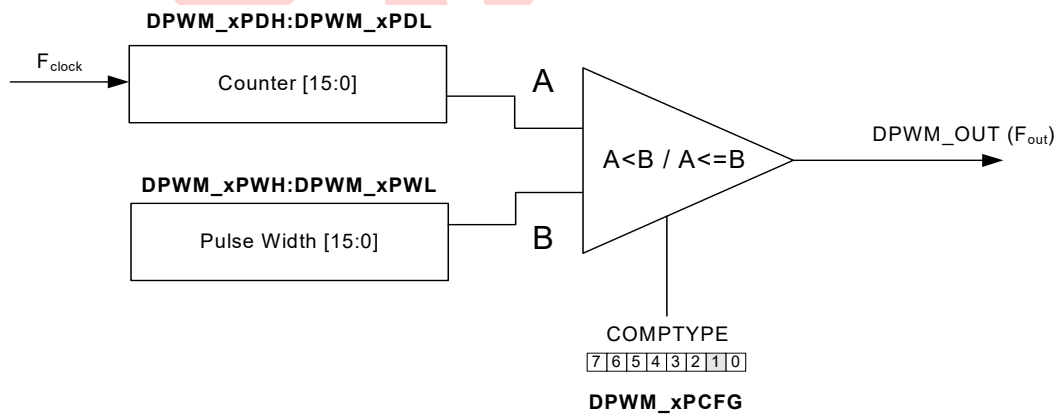 DPWM_xPDH:DPWM_xPDL
Fclock
Counter [15:0]
A
DPWM_OUT (Fout)
A<B / A<=B
DPWM_xPWH:DPWM_xPWL
Pulse Width [15:0]
B
COMPTYPE
7 6 5 4 3 2 1 0
DPWM_xPCFG